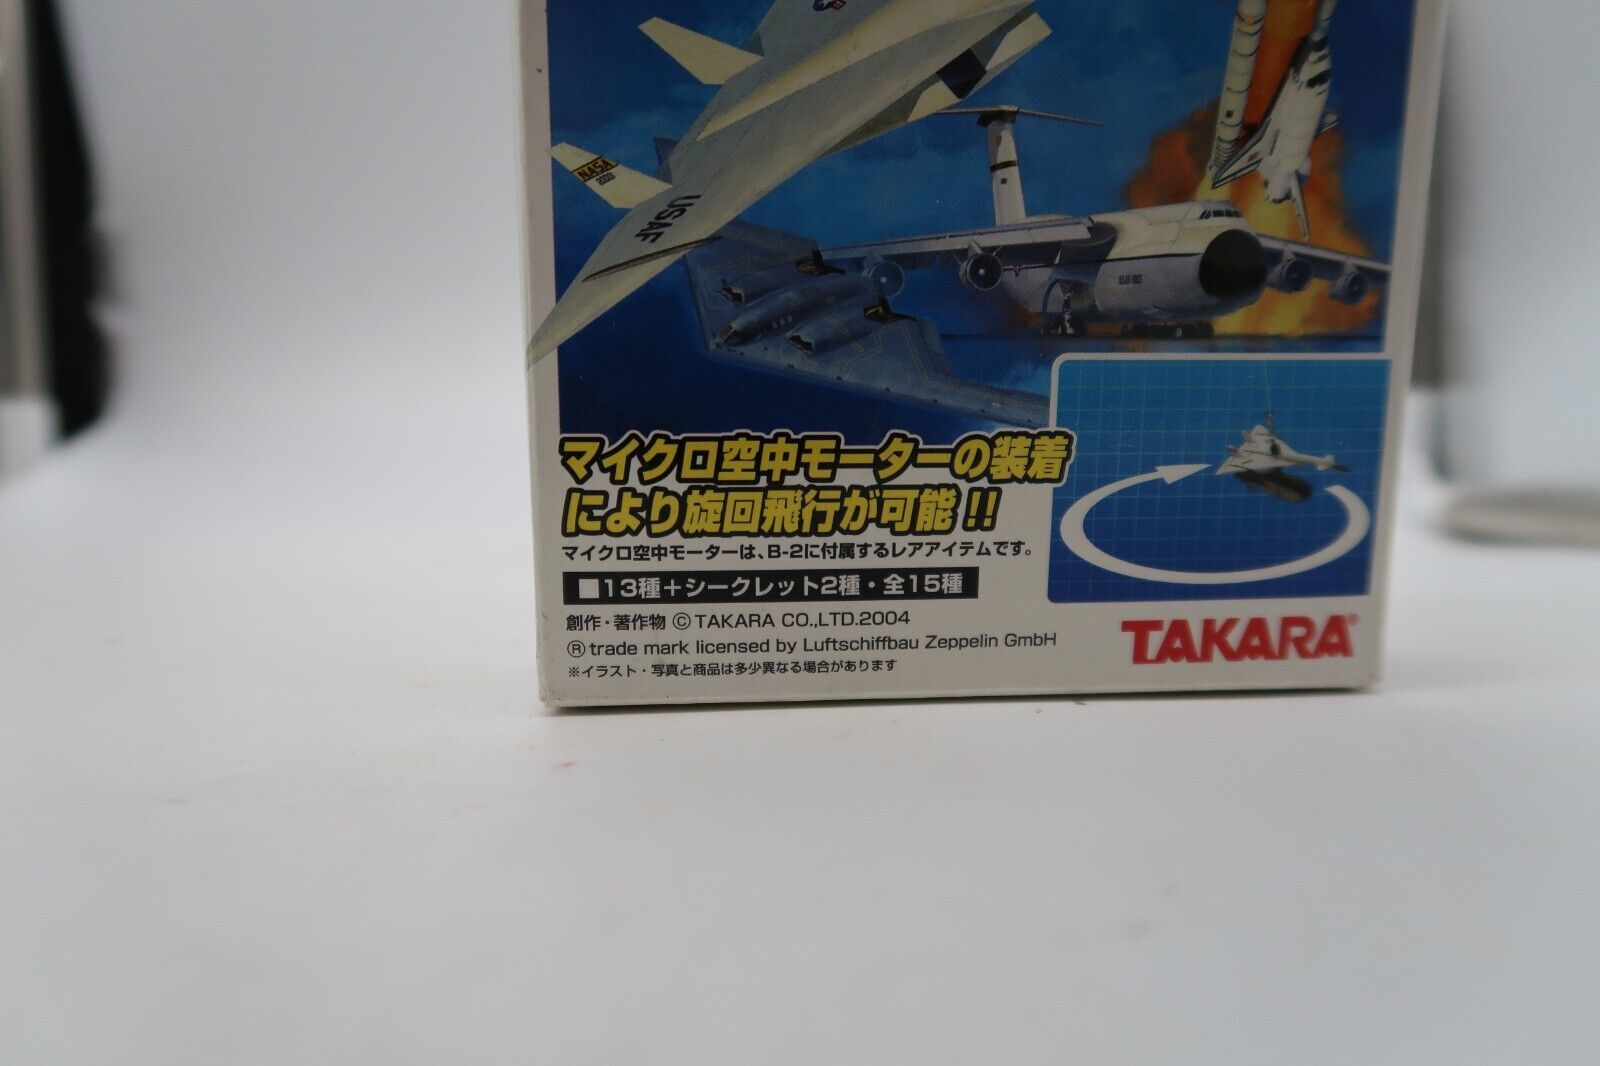 NASA
2001
USAF
マイクロ空中モーターの装着
により旋回飛行が可能!!
マイクロ空中モーターは、B-2に付属するレアアイテムです。
■13種+シークレット2種・全15種
創作・著作物 © TAKARA CO.,LTD.2004
® trade mark licensed by Luftschiffbau Zeppelin GmbH
※イラスト・写真と商品は多少異なる場合があります
TAKARA®